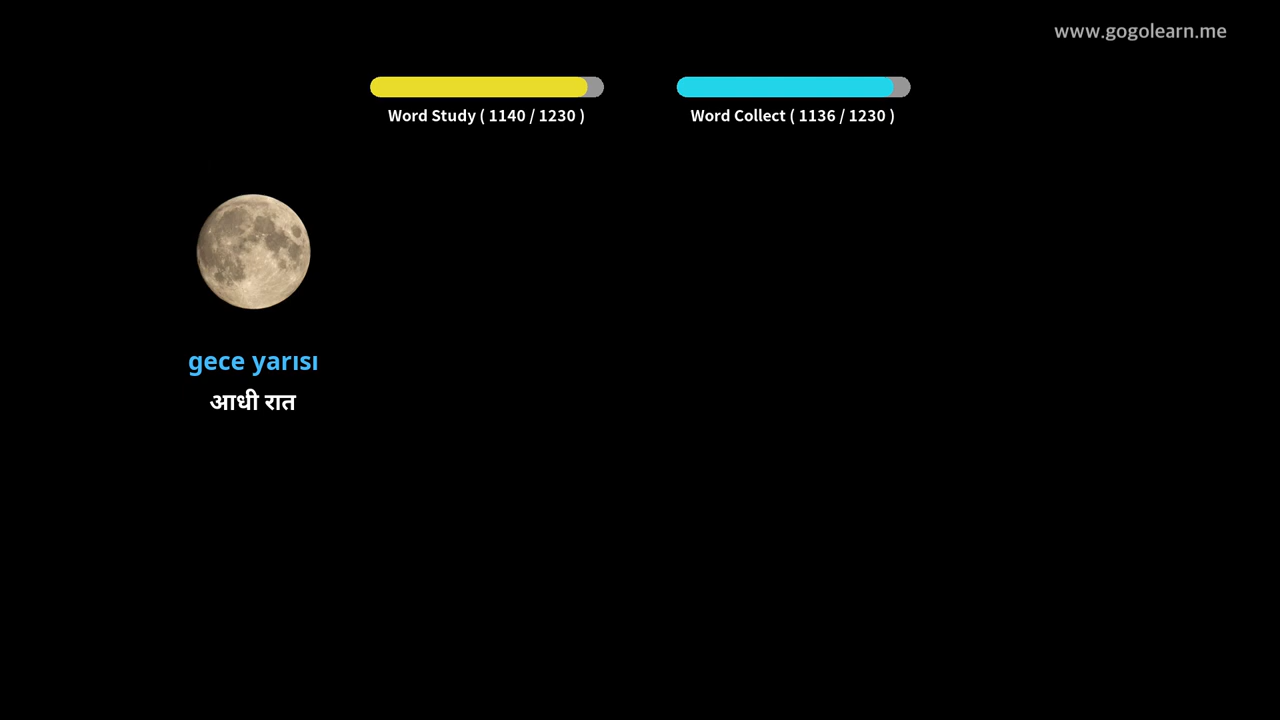 www.gogolearn.me
Word Study ( 1140 / 1230 )
Word Collect ( 1136 / 1230 )
gece yarısı
आधी रात